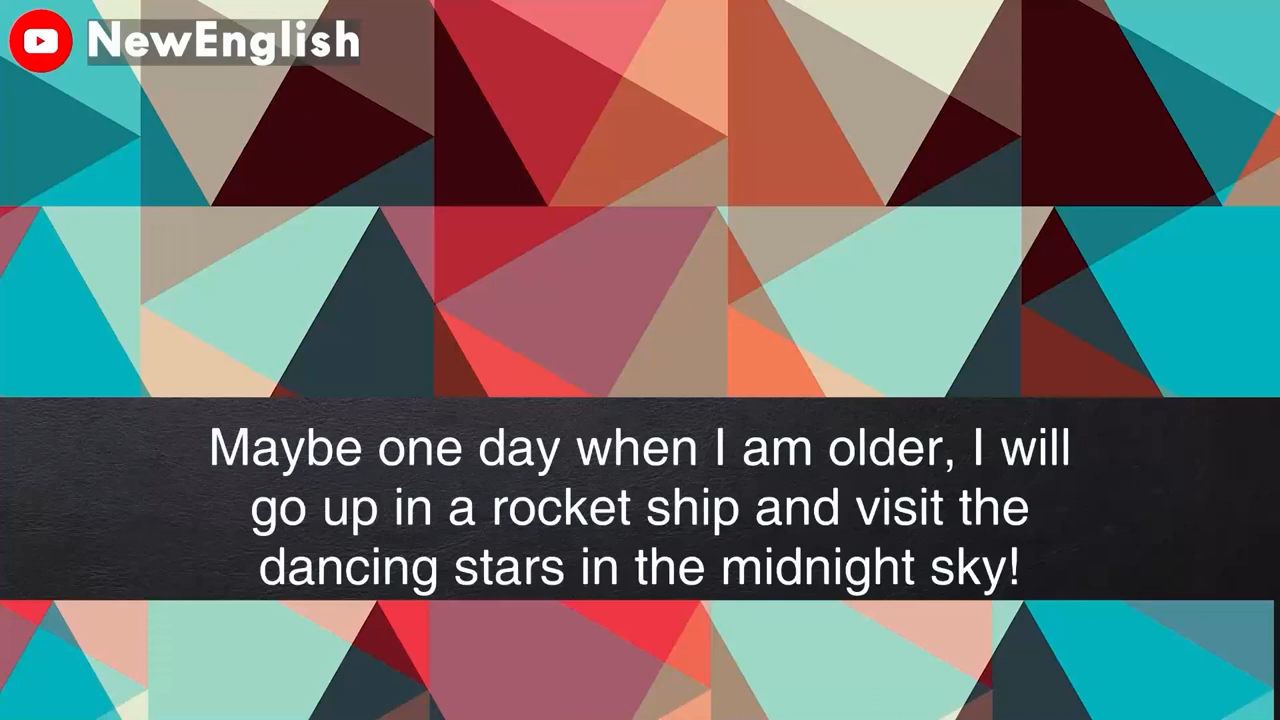 NewEnglish
Maybe one day when I am older, I will
go up in a rocket ship and visit the
dancing stars in the midnight sky!